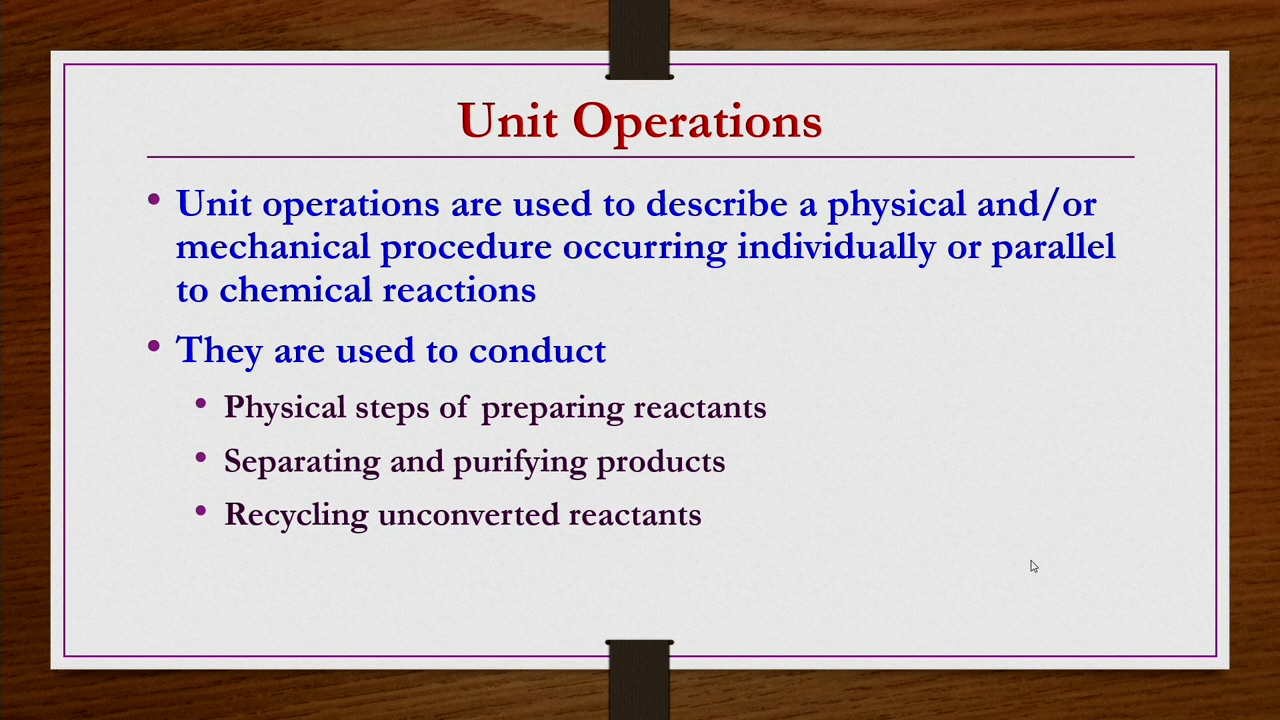 Unit Operations
• Unit operations are used to describe a physical and/or
mechanical procedure occurring individually or parallel
to chemical reactions
• They are used to conduct
• Physical steps of preparing reactants
• Separating and purifying products
• Recycling unconverted reactants